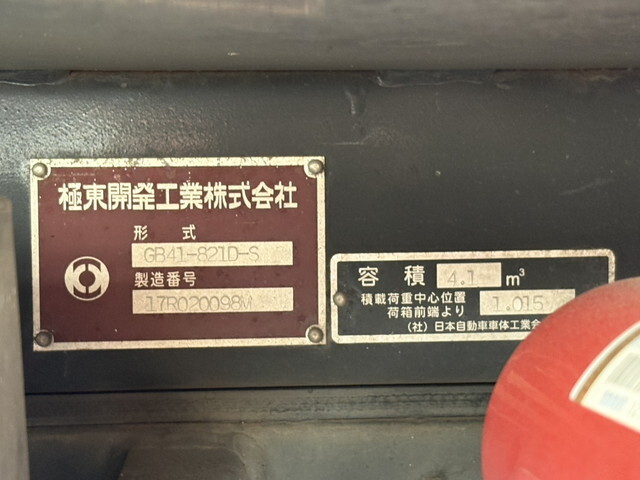 極東開発工業株式会社
形式
GB41-821D-S
製造番号
17R020098M
容積 4.1 m³
積載荷重中心位置
荷箱前端より 1.015
(社)日本自動車車体工業会